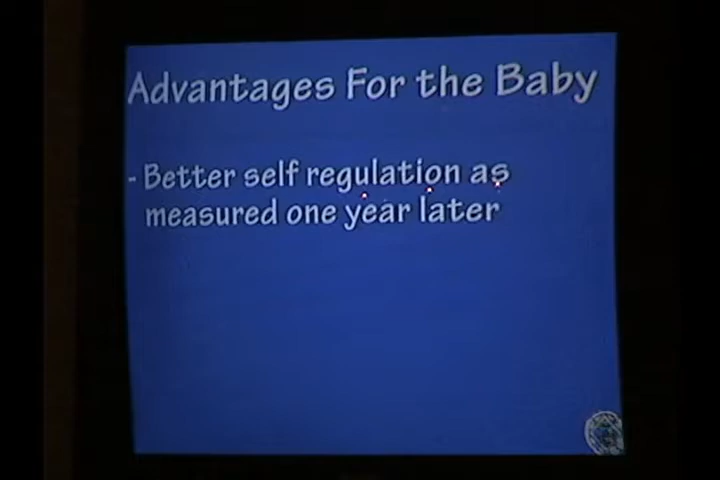 Advantages For the Baby
- Better self regulation as
measured one year later